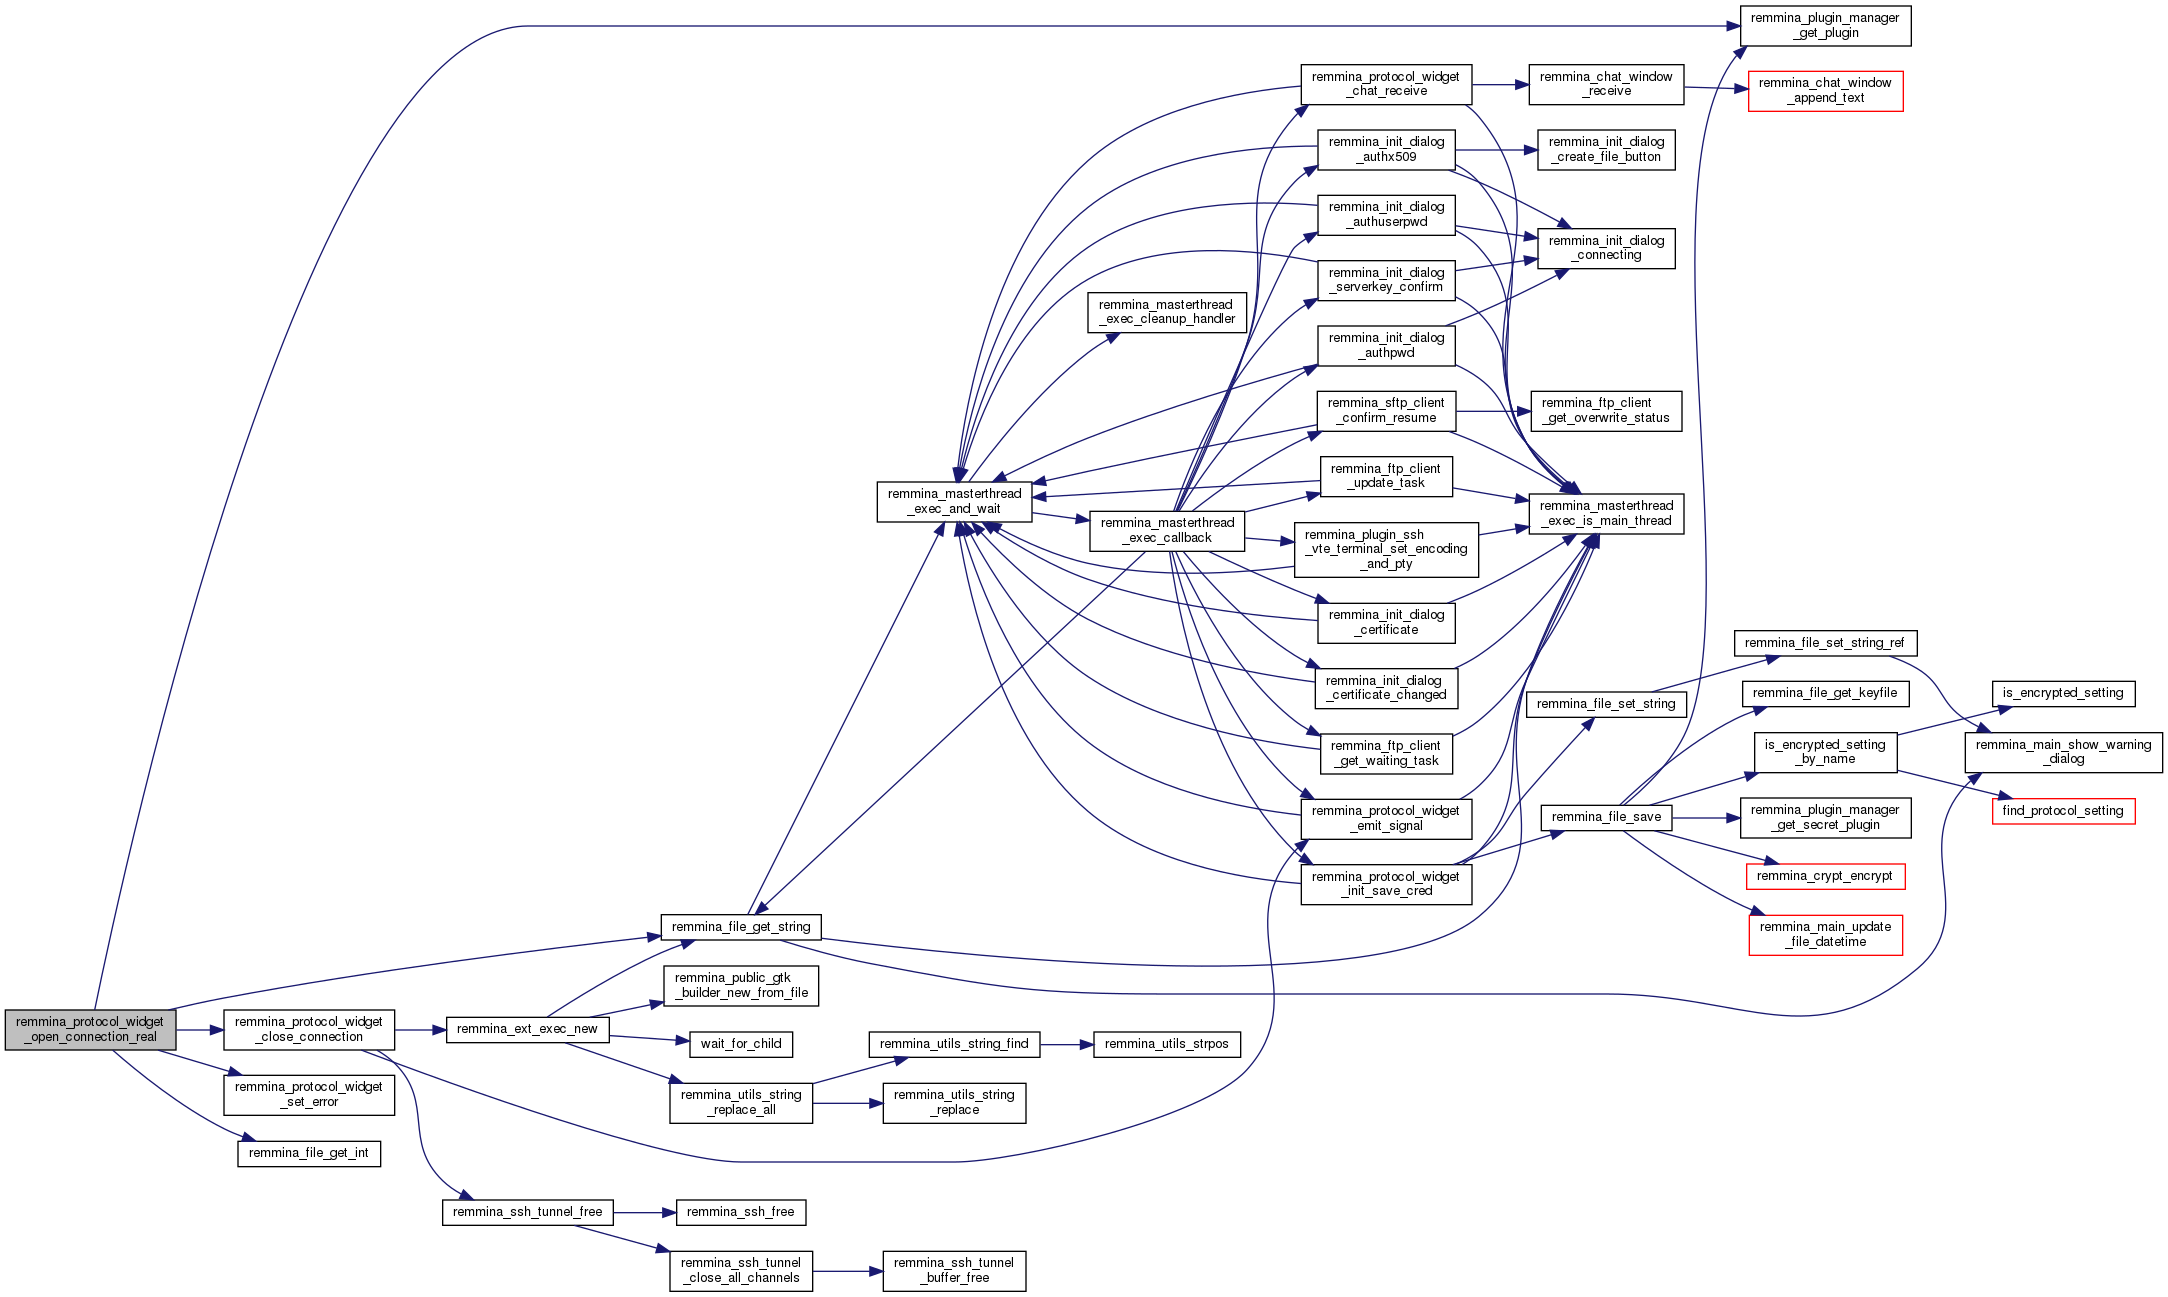 remmina_protocol_widget
_open_connection_real
remmina_plugin_manager
_get_plugin
remmina_file_get_string
remmina_masterthread
_exec_and_wait
remmina_masterthread
_exec_cleanup_handler
remmina_masterthread
_exec_callback
remmina_protocol_widget
_chat_receive
remmina_chat_window
_receive
remmina_chat_window
_append_text
remmina_init_dialog
_authx509
remmina_init_dialog
_create_file_button
remmina_init_dialog
_authuserpwd
remmina_init_dialog
_connecting
remmina_init_dialog
_serverkey_confirm
remmina_init_dialog
_authpwd
remmina_sftp_client
_confirm_resume
remmina_ftp_client
_get_overwrite_status
remmina_ftp_client
_update_task
remmina_masterthread
_exec_is_main_thread
remmina_plugin_ssh
_vte_terminal_set_encoding
_and_pty
remmina_init_dialog
_certificate
remmina_init_dialog
_certificate_changed
remmina_ftp_client
_get_waiting_task
remmina_protocol_widget
_emit_signal
remmina_protocol_widget
_init_save_cred
remmina_file_set_string
remmina_file_set_string_ref
remmina_file_save
remmina_file_get_keyfile
is_encrypted_setting
_by_name
is_encrypted_setting
remmina_main_show_warning
_dialog
find_protocol_setting
remmina_plugin_manager
_get_secret_plugin
remmina_crypt_encrypt
remmina_main_update
_file_datetime
remmina_protocol_widget
_close_connection
remmina_ext_exec_new
remmina_public_gtk
_builder_new_from_file
wait_for_child
remmina_utils_string
_replace_all
remmina_utils_string_find
remmina_utils_strpos
remmina_utils_string
_replace
remmina_protocol_widget
_set_error
remmina_file_get_int
remmina_ssh_tunnel_free
remmina_ssh_free
remmina_ssh_tunnel
_close_all_channels
remmina_ssh_tunnel
_buffer_free